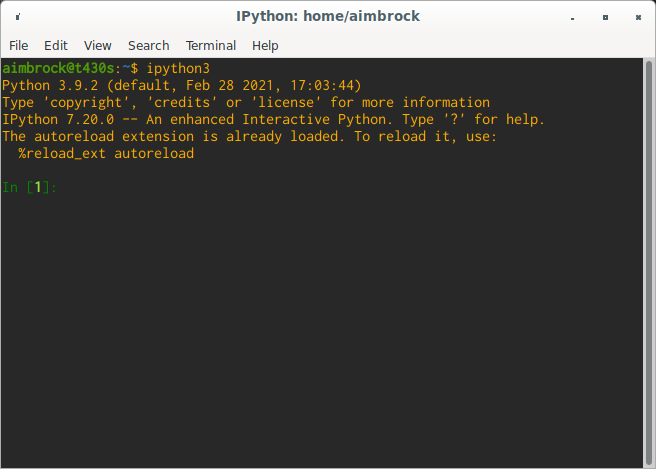 IPython: home/aimbrock
File Edit View Search Terminal Help
aimbrock@t430s:~$ ipython3
Python 3.9.2 (default, Feb 28 2021, 17:03:44)
Type 'copyright', 'credits' or 'license' for more information
IPython 7.20.0 -- An enhanced Interactive Python. Type '?' for help.
The autoreload extension is already loaded. To reload it, use:
  %reload_ext autoreload
In [1]: